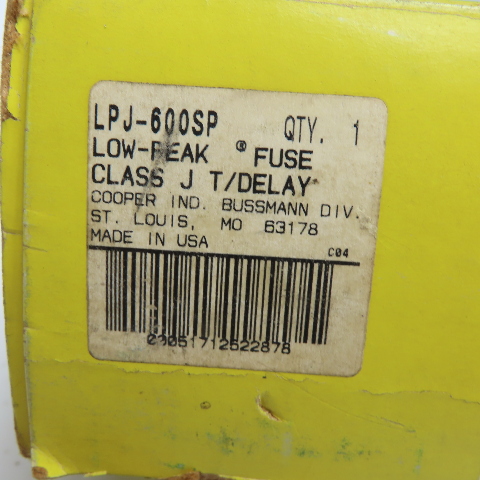 LPJ-600SP QTY. 1
LOW-PEAK ® FUSE
CLASS J T/DELAY
COOPER IND. BUSSMANN DIV.
ST. LOUIS, MO 63178
MADE IN USA
C04
00051712522878